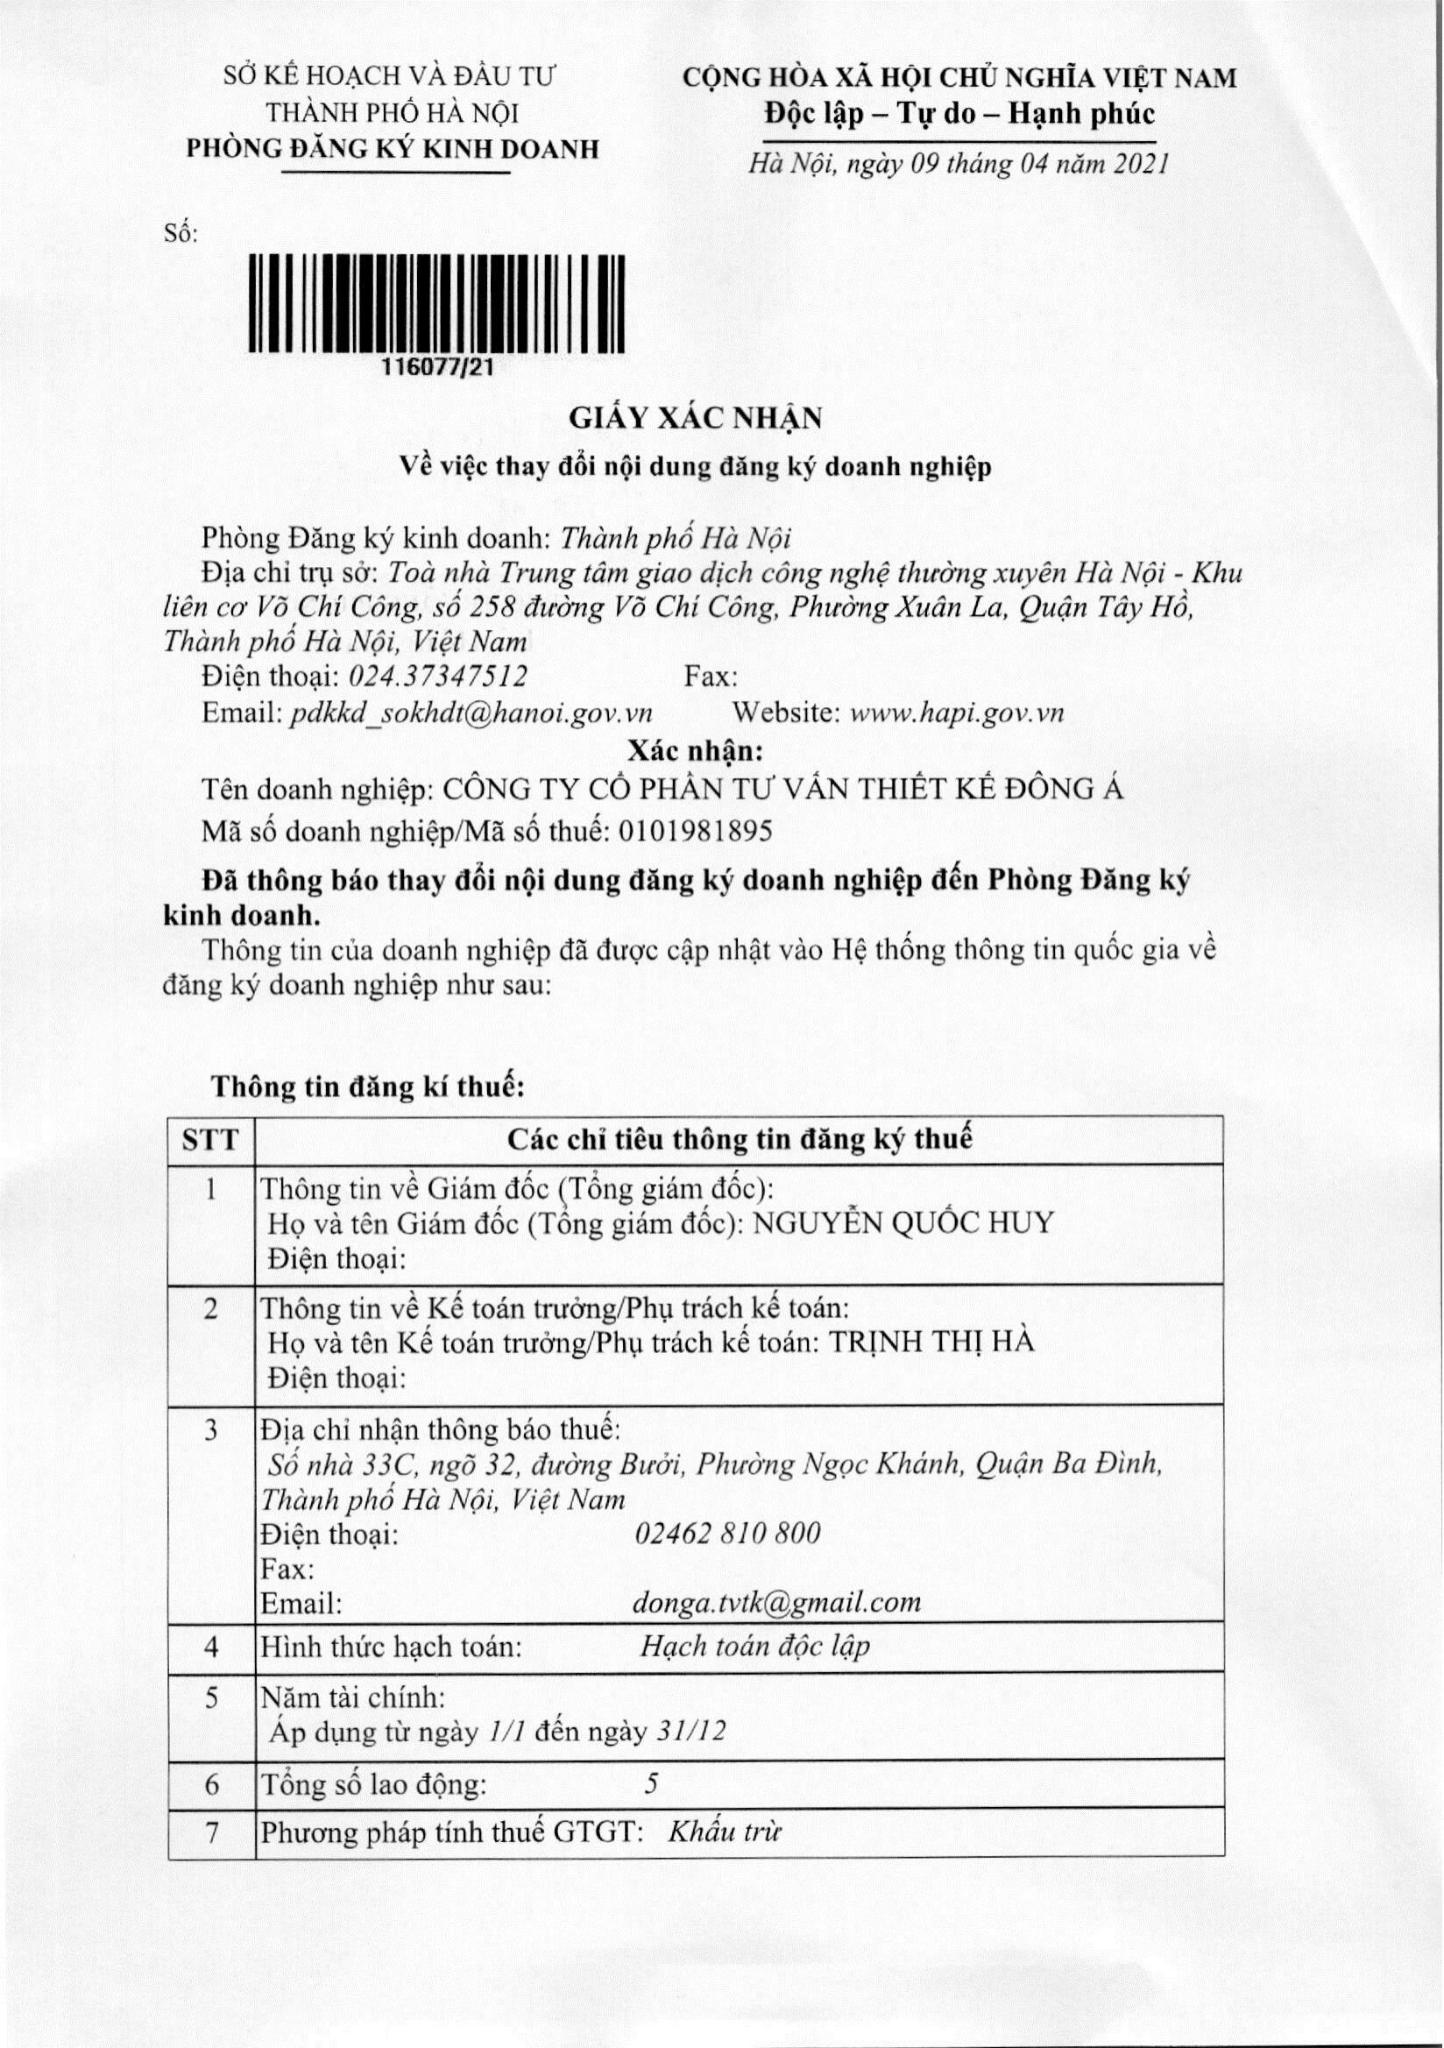 SỞ KẾ HOẠCH VÀ ĐẦU TƯ
THÀNH PHỐ HÀ NỘI
PHÒNG ĐĂNG KÝ KINH DOANH
CỘNG HÒA XÃ HỘI CHỦ NGHĨA VIỆT NAM
Độc lập – Tự do – Hạnh phúc
Hà Nội, ngày 09 tháng 04 năm 2021
Số:
116077/21
GIẤY XÁC NHẬN
Về việc thay đổi nội dung đăng ký doanh nghiệp
Phòng Đăng ký kinh doanh: Thành phố Hà Nội
Địa chỉ trụ sở: Toà nhà Trung tâm giao dịch công nghệ thường xuyên Hà Nội - Khu
liên cơ Võ Chí Công, số 258 đường Võ Chí Công, Phường Xuân La, Quận Tây Hồ,
Thành phố Hà Nội, Việt Nam
Điện thoại: 024.37347512 Fax:
Email: pdkkd_sokhdt@hanoi.gov.vn Website: www.hapi.gov.vn
Xác nhận:
Tên doanh nghiệp: CÔNG TY CỔ PHẦN TƯ VẤN THIẾT KẾ ĐÔNG Á
Mã số doanh nghiệp/Mã số thuế: 0101981895
Đã thông báo thay đổi nội dung đăng ký doanh nghiệp đến Phòng Đăng ký
kinh doanh.
Thông tin của doanh nghiệp đã được cập nhật vào Hệ thống thông tin quốc gia về
đăng ký doanh nghiệp như sau:
Thông tin đăng kí thuế:
STT Các chỉ tiêu thông tin đăng ký thuế
1 Thông tin về Giám đốc (Tổng giám đốc):
Họ và tên Giám đốc (Tổng giám đốc): NGUYỄN QUỐC HUY
Điện thoại:
2 Thông tin về Kế toán trưởng/Phụ trách kế toán:
Họ và tên Kế toán trưởng/Phụ trách kế toán: TRỊNH THỊ HÀ
Điện thoại:
3 Địa chỉ nhận thông báo thuế:
Số nhà 33C, ngõ 32, đường Bưởi, Phường Ngọc Khánh, Quận Ba Đình,
Thành phố Hà Nội, Việt Nam
Điện thoại: 02462 810 800
Fax:
Email: donga.tvtk@gmail.com
4 Hình thức hạch toán: Hạch toán độc lập
5 Năm tài chính:
Áp dụng từ ngày 1/1 đến ngày 31/12
6 Tổng số lao động: 5
7 Phương pháp tính thuế GTGT: Khấu trừ